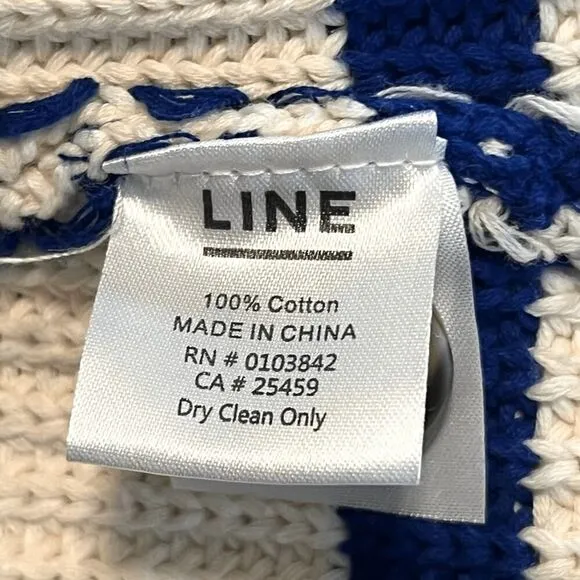 LINE
100% Cotton
MADE IN CHINA
RN # 0103842
CA # 25459
Dry Clean Only